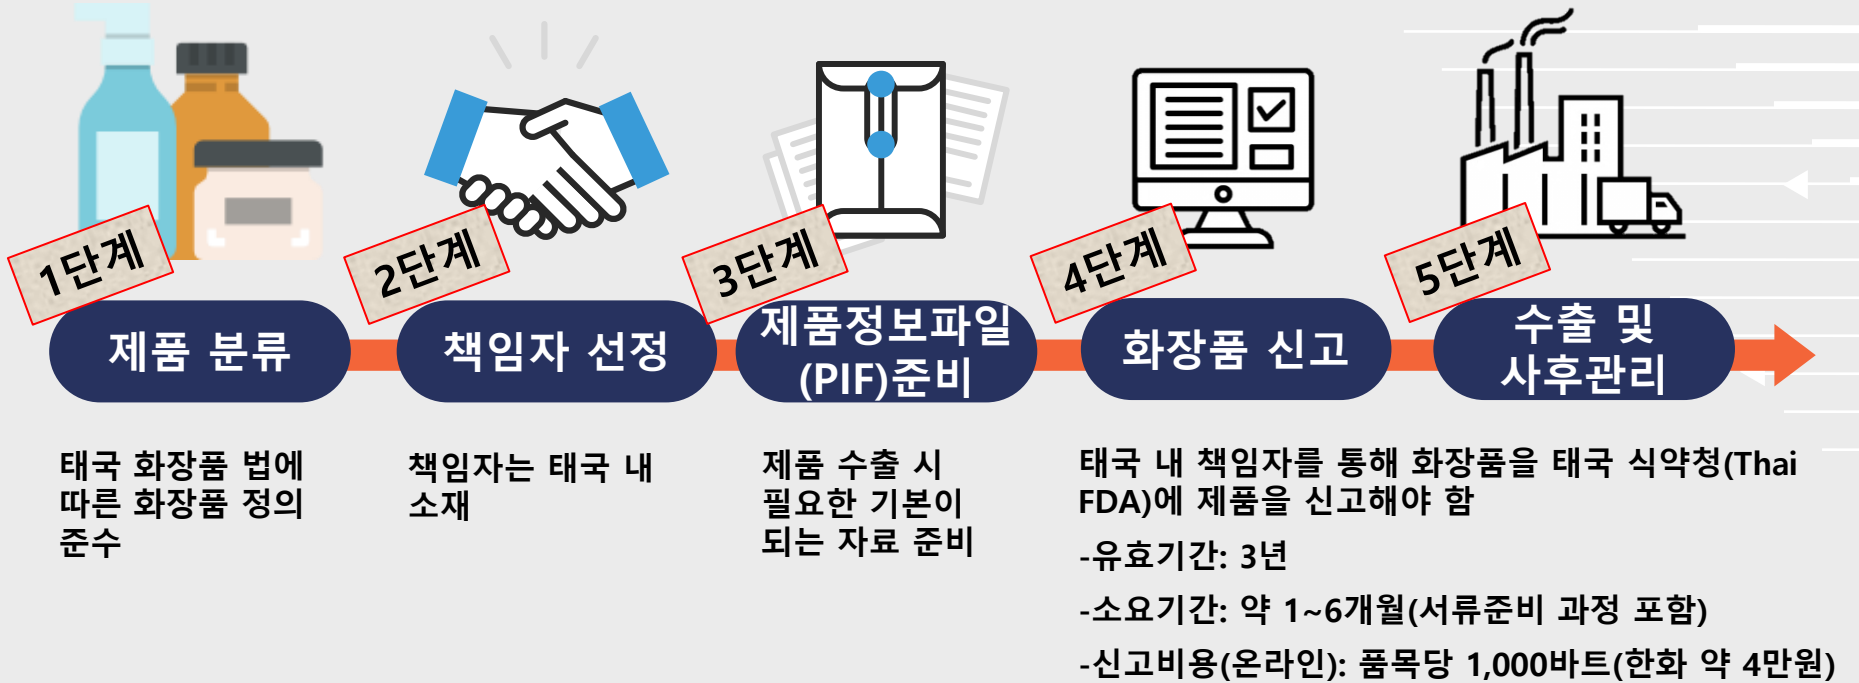 1단계
제품 분류
태국 화장품 법에
따른 화장품 정의
준수
2단계
책임자 선정
책임자는 태국 내
소재
3단계
제품정보파일
(PIF)준비
제품 수출 시
필요한 기본이
되는 자료 준비
4단계
화장품 신고
5단계
수출 및
사후관리
태국 내 책임자를 통해 화장품을 태국 식약청(Thai
FDA)에 제품을 신고해야 함
-유효기간: 3년
-소요기간: 약 1~6개월(서류준비 과정 포함)
-신고비용(온라인): 품목당 1,000바트(한화 약 4만원)